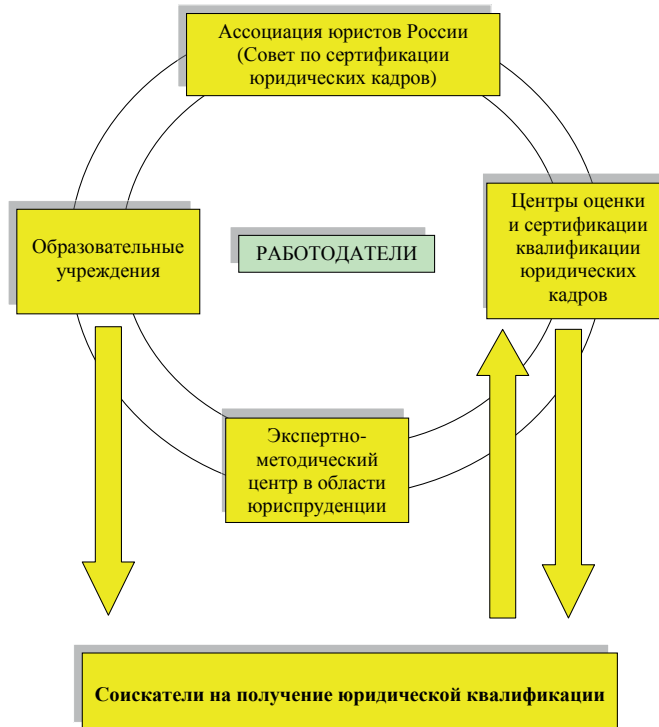 Ассоциация юристов России
(Совет по сертификации
юридических кадров)
Образовательные
учреждения
РАБОТОДАТЕЛИ
Центры оценки
и сертификации
квалификации
юридических
кадров
Экспертно-
методический
центр в области
юриспруденции
Соискатели на получение юридической квалификации